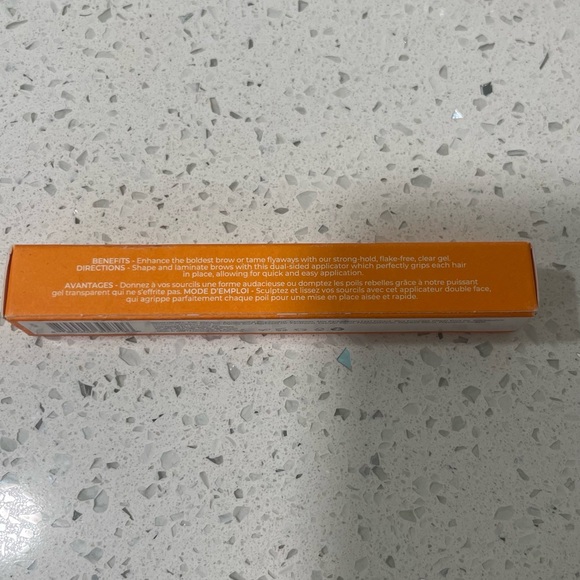 BENEFITS - Enhance the boldest brow or tame flyaways with our strong-hold, flake-free, clear gel.
DIRECTIONS - Shape and laminate brows with this dual-sided applicator which perfectly grips each hair
in place, allowing for quick and easy application.
AVANTAGES - Donnez à vos sourcils une forme audacieuse ou domptez les poils rebelles grâce à notre puissant
gel transparent qui ne s'effrite pas. MODE D'EMPLOI - Sculptez et lissez vos sourcils avec cet applicateur double face,
qui agrippe parfaitement chaque poil pour une mise en place aisée et rapide.